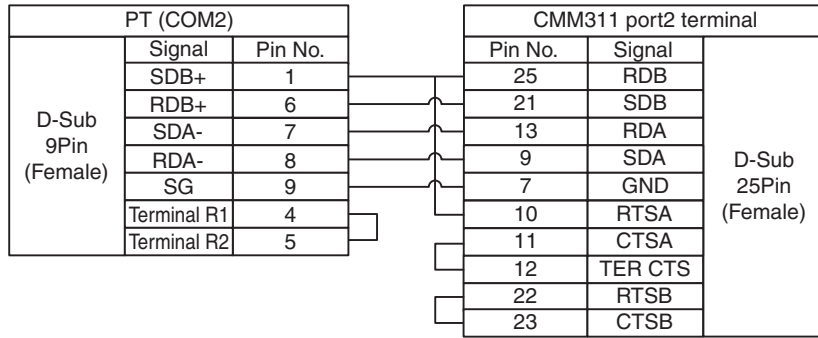 PT (COM2) CMM311 port2 terminal
Signal Pin No. Pin No. Signal
SDB+ 1 25 RDB
RDB+ 6 21 SDB
SDA- 7 13 RDA
RDA- 8 9 SDA
SG 9 7 GND
Terminal R1 4 10 RTSA
Terminal R2 5 11 CTSA
12 TER CTS
22 RTSB
23 CTSB
D-Sub
9Pin
(Female)
D-Sub
25Pin
(Female)